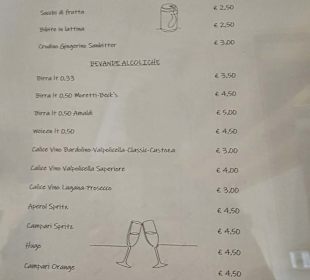 Succhi di frutta € 2,50
Bibite in lattina € 2,50
Crodino Gingerino Sanbitter € 3,00
BEVANDE ALCOLICHE
Birra lt 0,33 € 3,50
Birra lt 0,50 Moretti-Beck's € 4,50
Birra lt 0,50 € 5,00
Weizen lt 0,50 € 4,50
Calice Vino Bardolino-Valpolicella-Classic-Custoza € 3,00
Calice Vino Valpolicella Superiore € 4,00
Calice Vino Lugana-Prosecco € 3,00
Aperol Spritz € 4,50
Campari Spritz € 4,50
Hugo € 4,50
Campari Orange € 4,50